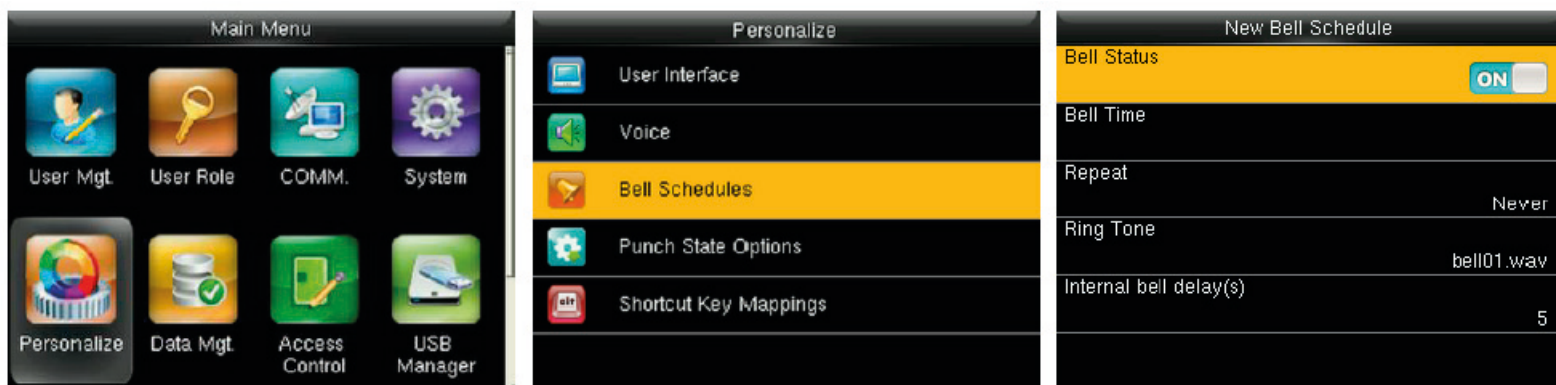 Main Menu
User Mgt.
User Role
COMM.
System
Personalize
Data Mgt.
Access
Control
USB
Manager
Personalize
User Interface
Voice
Bell Schedules
Punch State Options
alt
Shortcut Key Mappings
New Bell Schedule
Bell Status
ON
Bell Time
Repeat
Never
Ring Tone
bell01.wav
Internal bell delay(s)
5